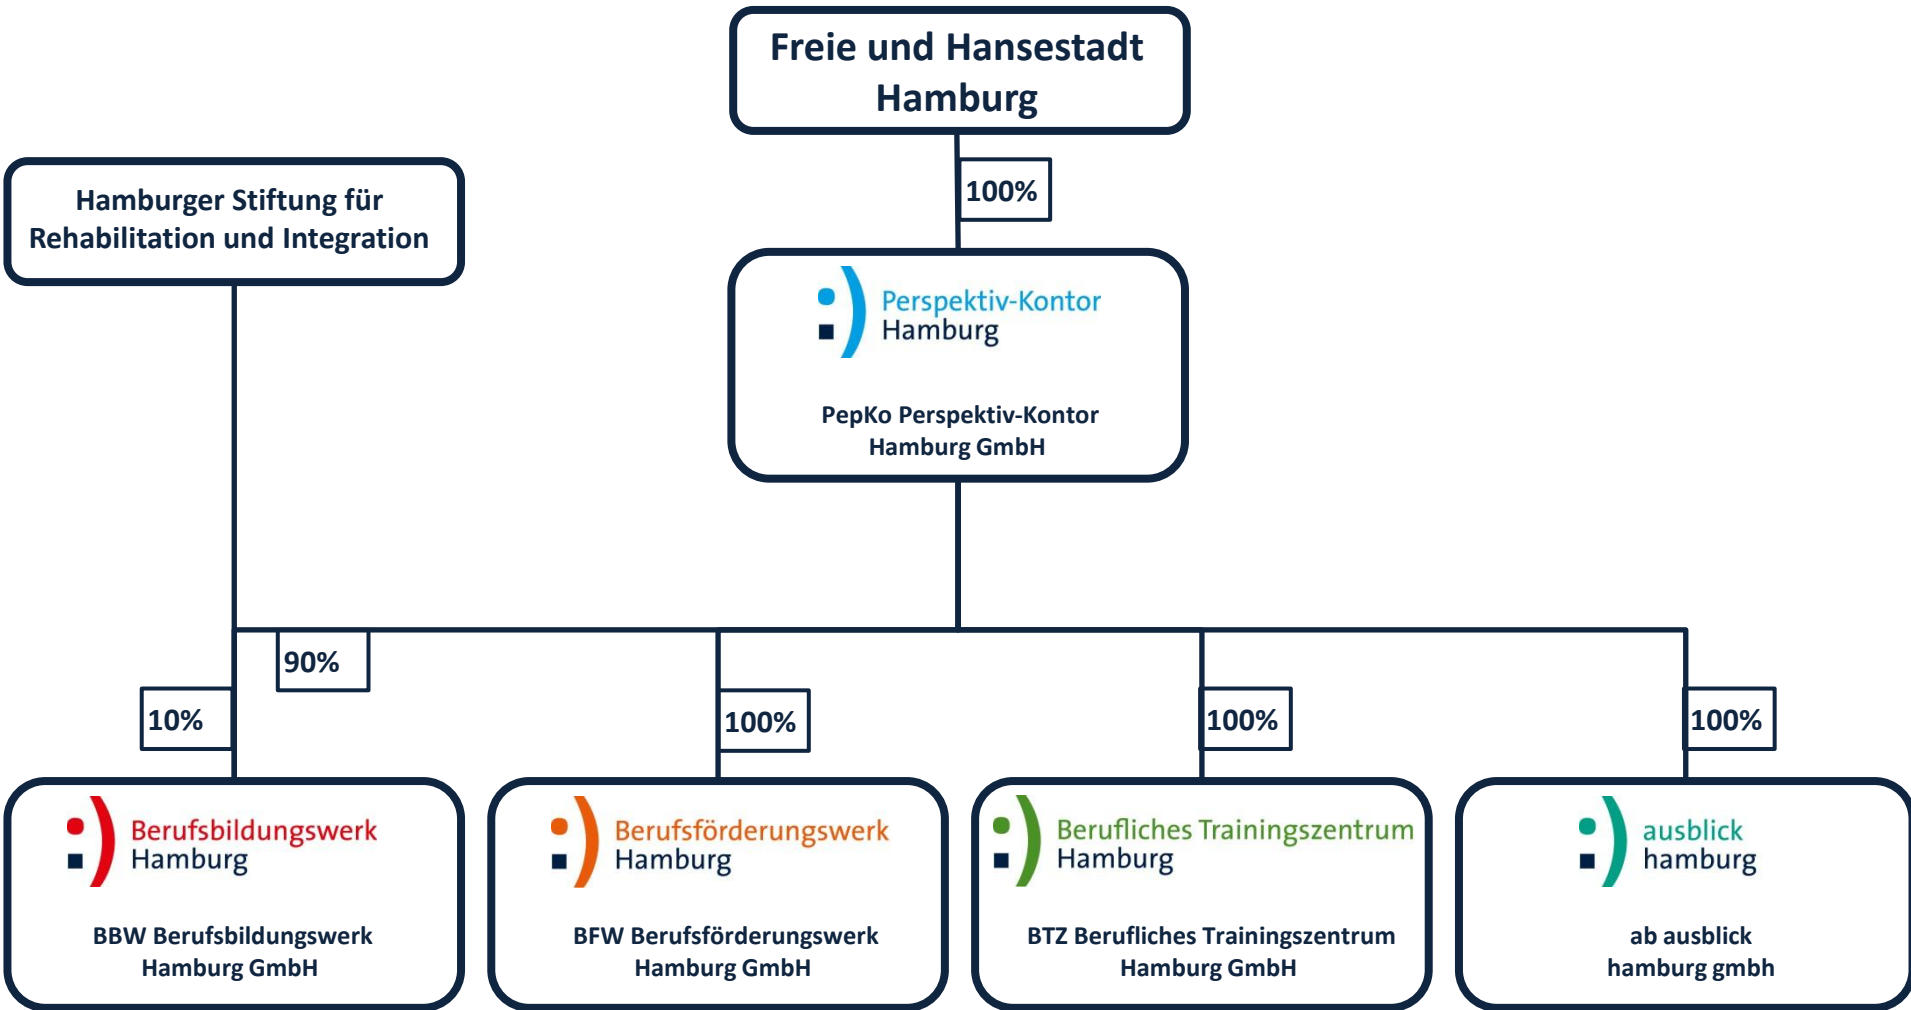 Freie und Hansestadt
Hamburg
100%
Hamburger Stiftung für
Rehabilitation und Integration
Perspektiv-Kontor
Hamburg
PepKo Perspektiv-Kontor
Hamburg GmbH
90%
10%
100%
100%
100%
Berufsbildungswerk
Hamburg
BBW Berufsbildungswerk
Hamburg GmbH
Berufsförderungswerk
Hamburg
BFW Berufsförderungswerk
Hamburg GmbH
Berufliches Trainingszentrum
Hamburg
BTZ Berufliches Trainingszentrum
Hamburg GmbH
ausblick
hamburg
ab ausblick
hamburg gmbh